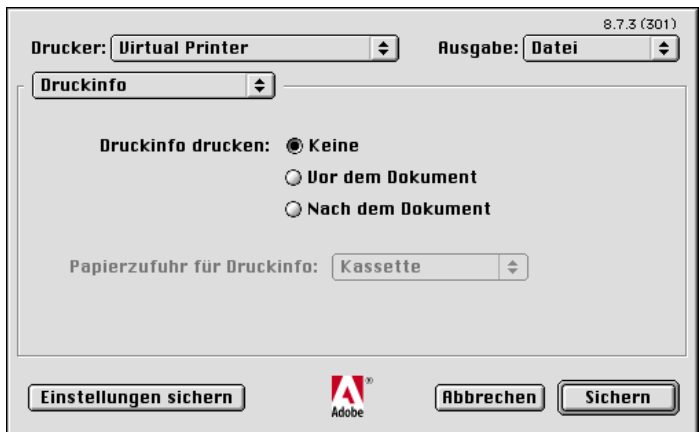 8.7.3 (301)
Drucker: Virtual Printer Ausgabe: Datei
Druckinfo
Druckinfo drucken: Keine
Vor dem Dokument
Nach dem Dokument
Papierzufuhr für Druckinfo: Kassette
Einstellungen sichern Adobe® Abbrechen Sichern